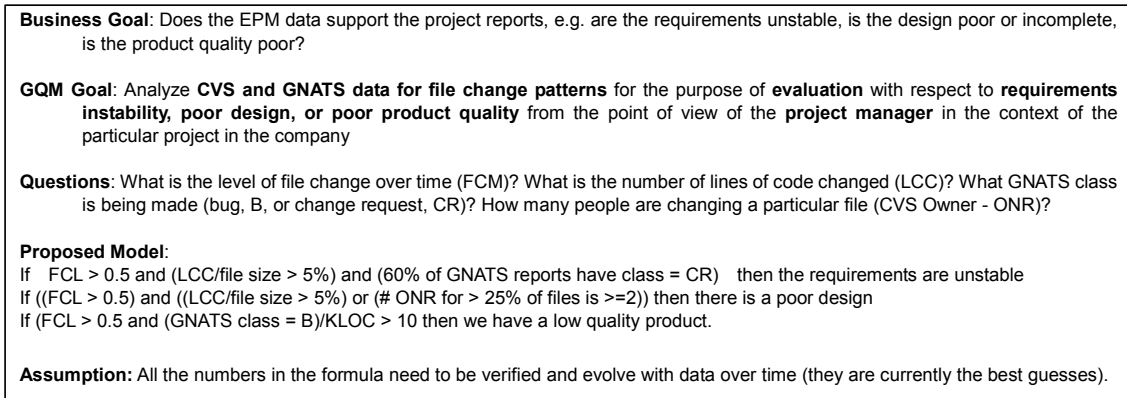 Business Goal: Does the EPM data support the project reports, e.g. are the requirements unstable, is the design poor or incomplete,
is the product quality poor?
GQM Goal: Analyze CVS and GNATS data for file change patterns for the purpose of evaluation with respect to requirements
instability, poor design, or poor product quality from the point of view of the project manager in the context of the
particular project in the company
Questions: What is the level of file change over time (FCM)? What is the number of lines of code changed (LCC)? What GNATS class
is being made (bug, B, or change request, CR)? How many people are changing a particular file (CVS Owner - ONR)?
Proposed Model:
If FCL > 0.5 and (LCC/file size > 5%) and (60% of GNATS reports have class = CR) then the requirements are unstable
If ((FCL > 0.5) and ((LCC/file size > 5%) or (# ONR for > 25% of files is >=2)) then there is a poor design
If (FCL > 0.5 and (GNATS class = B)/KLOC > 10 then we have a low quality product.
Assumption: All the numbers in the formula need to be verified and evolve with data over time (they are currently the best guesses).